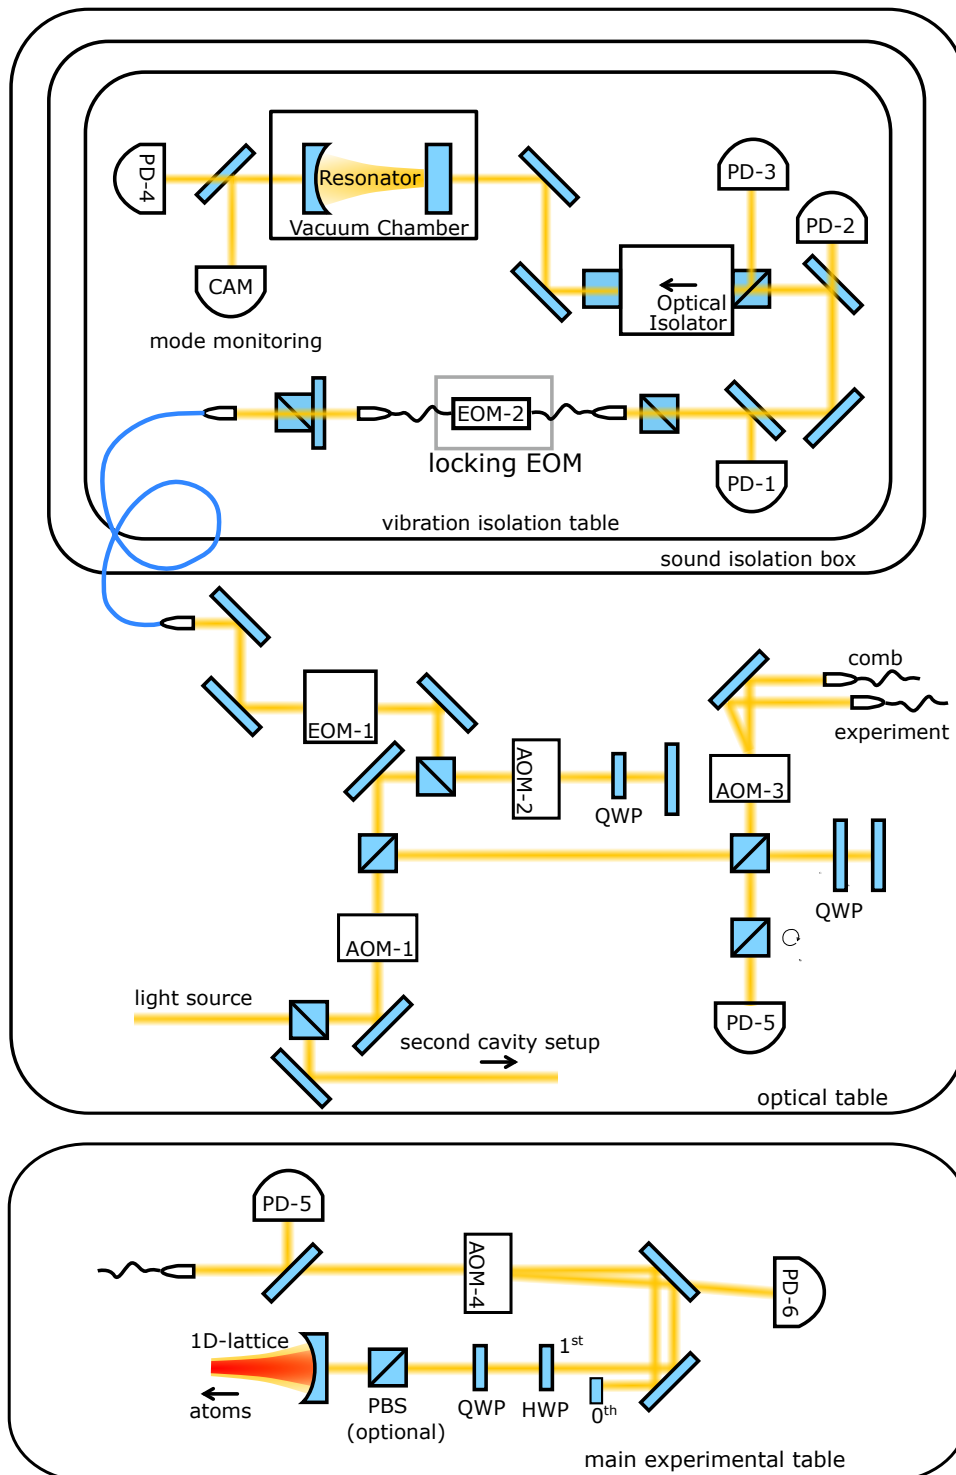 PD-3
PD-4
Resonator
PD-2
Vacuum Chamber
CAM
Optical
Isolator
mode monitoring
EOM-2
locking EOM
PD-1
vibration isolation table
sound isolation box
comb
experiment
EOM-1
AOM-2
QWP
AOM-3
QWP
AOM-1
light source
PD-5
second cavity setup
optical table
PD-5
AOM-4
PD-6
1D-lattice
1st
atoms
PBS
(optional)
QWP
HWP
0th
main experimental table